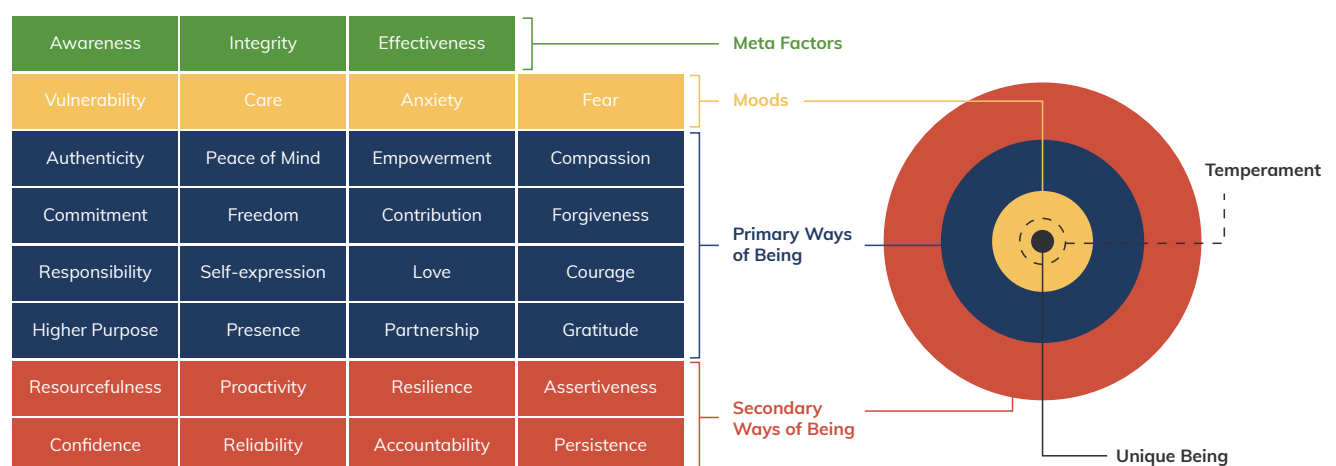 Awareness
Integrity
Effectiveness
Meta Factors
Vulnerability
Care
Anxiety
Fear
Moods
Authenticity
Peace of Mind
Empowerment
Compassion
Commitment
Freedom
Contribution
Forgiveness
Responsibility
Self-expression
Love
Courage
Higher Purpose
Presence
Partnership
Gratitude
Primary Ways
of Being
Resourcefulness
Proactivity
Resilience
Assertiveness
Confidence
Reliability
Accountability
Persistence
Secondary
Ways of Being
Temperament
Unique Being